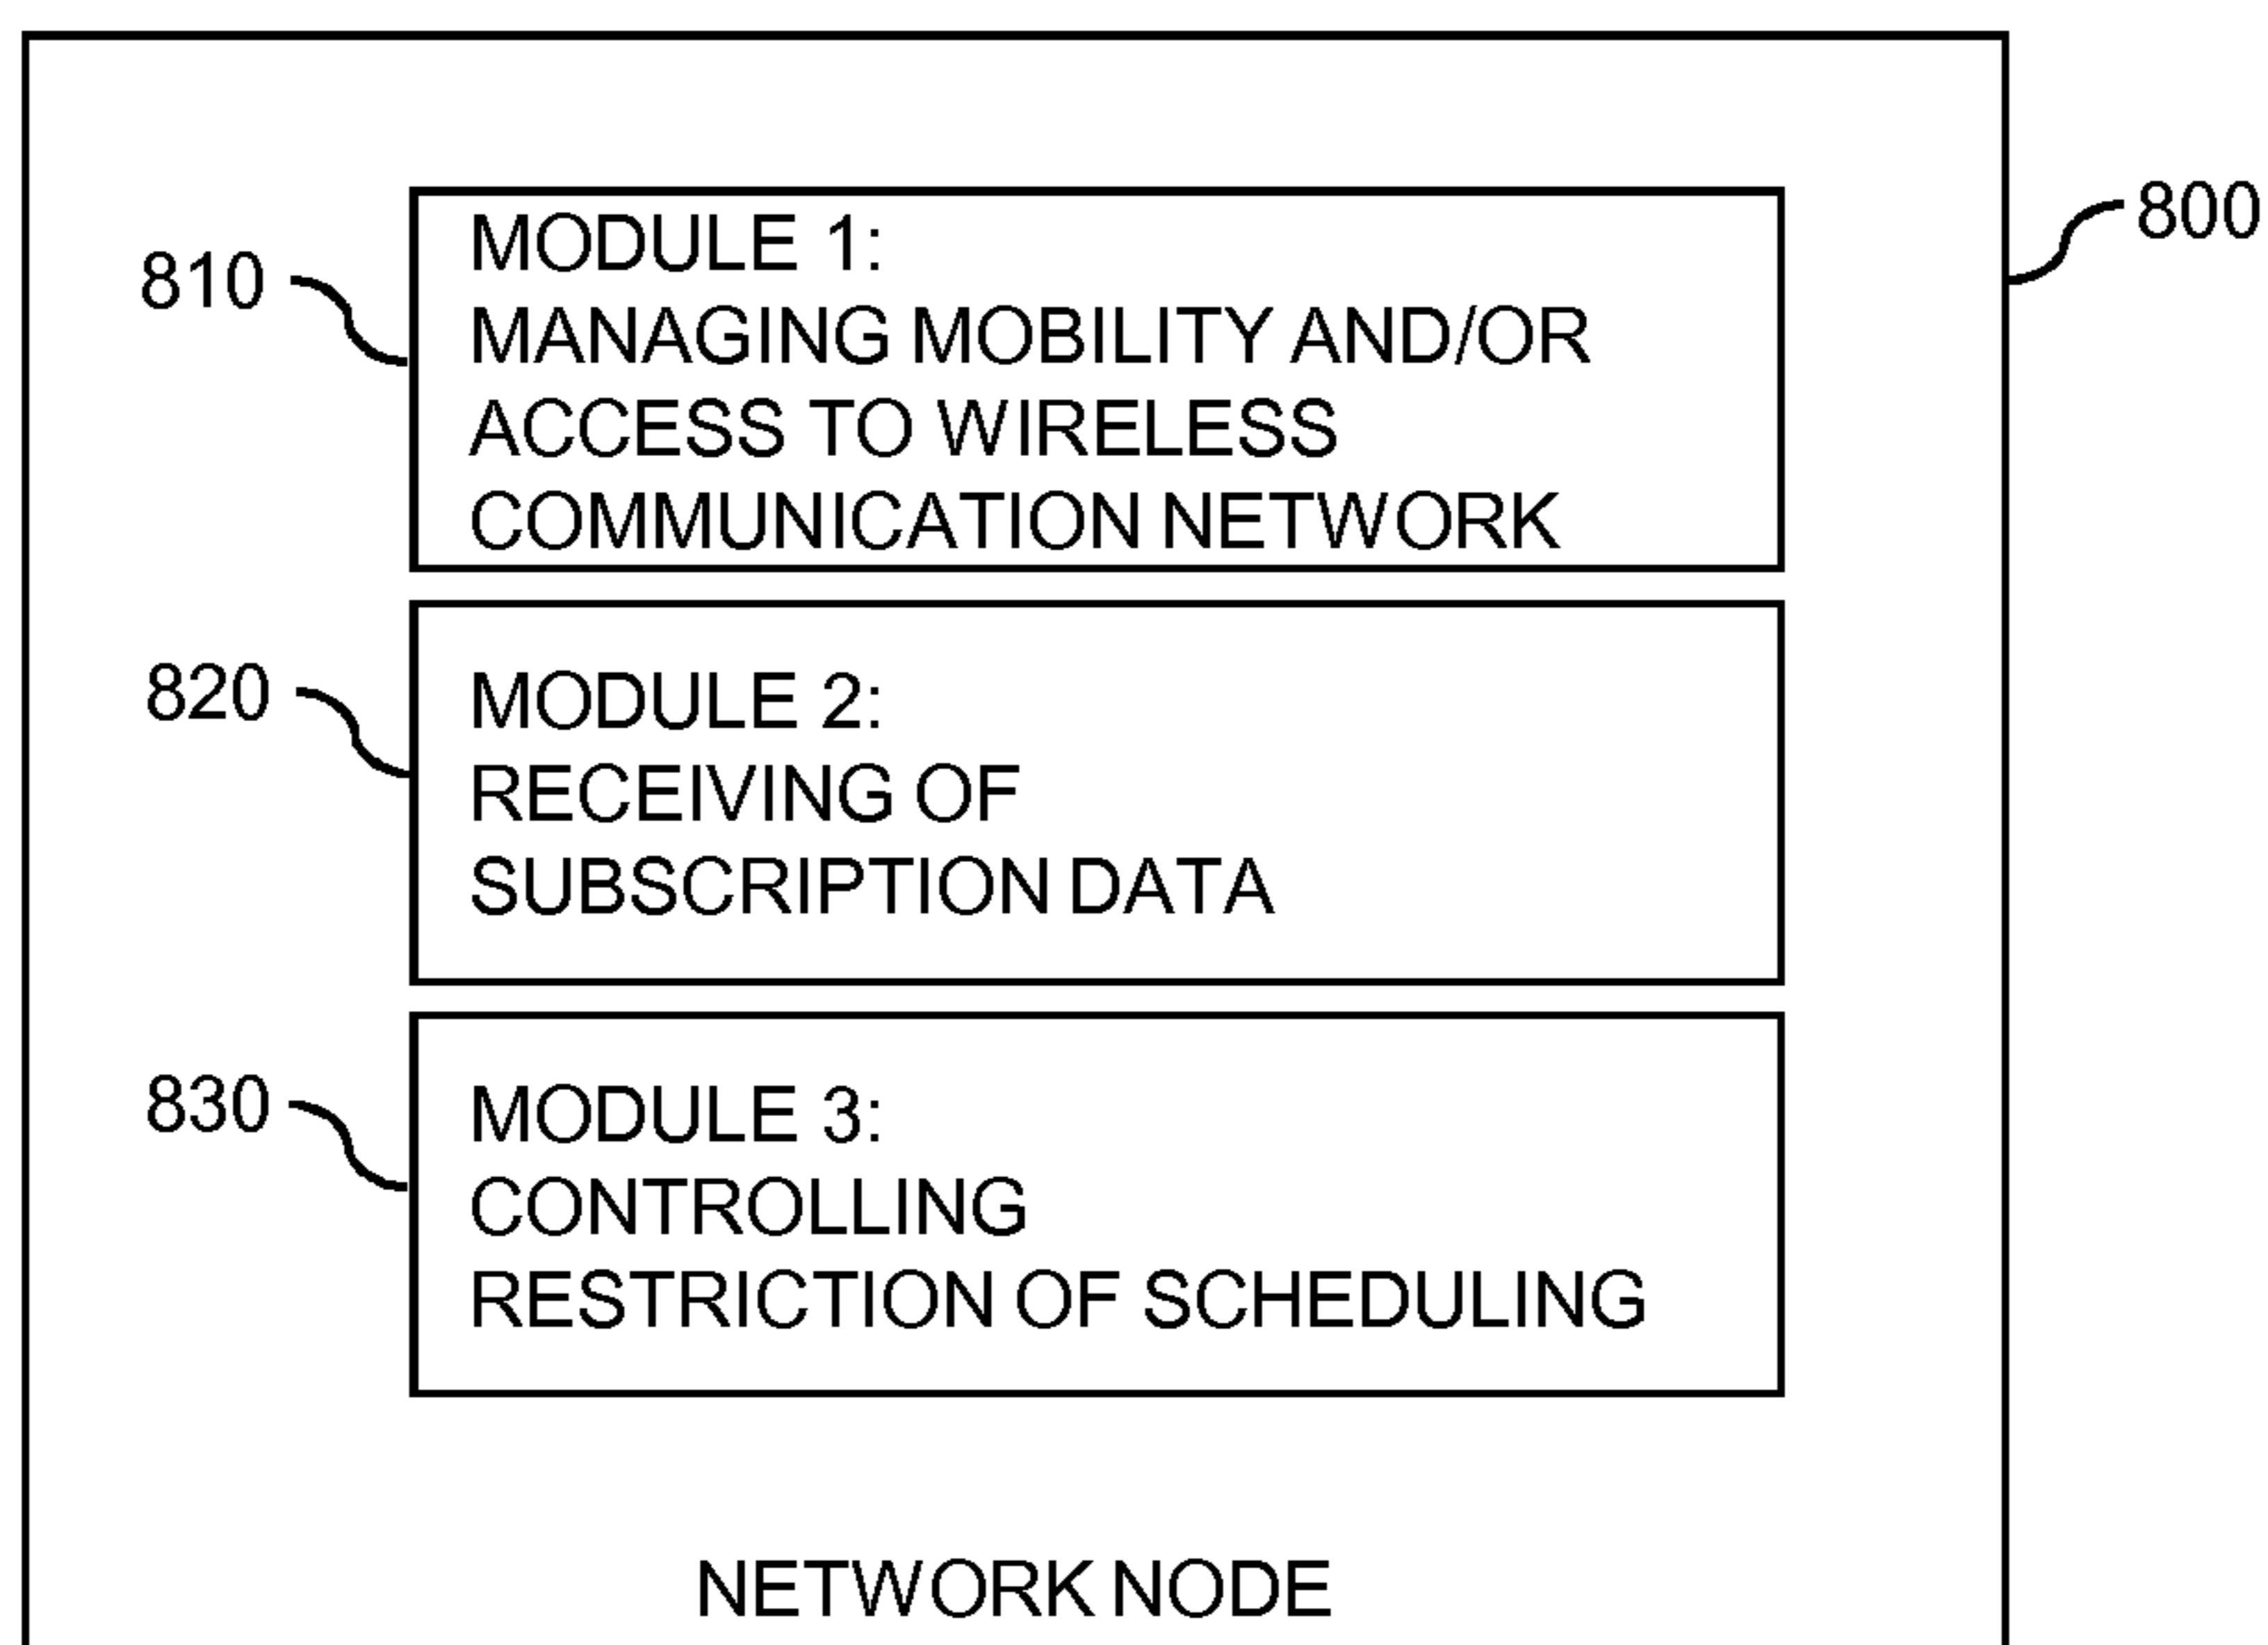 800
810
MODULE 1:
MANAGING MOBILITY AND/OR
ACCESS TO WIRELESS
COMMUNICATION NETWORK
820
MODULE 2:
RECEIVING OF
SUBSCRIPTION DATA
830
MODULE 3:
CONTROLLING
RESTRICTION OF SCHEDULING
NETWORK NODE